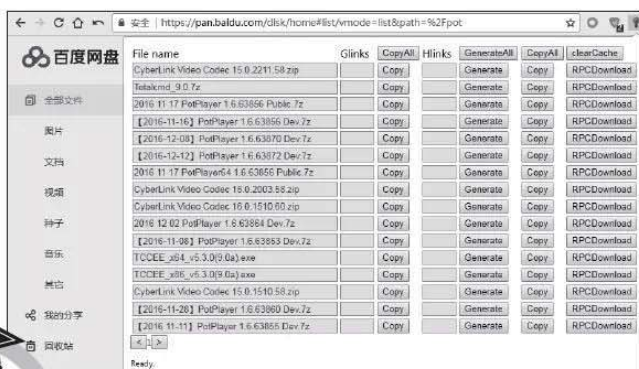 安全 | https://pan.baidu.com/disk/home#list/vmode=list&path=%2Fpot
百度网盘
全部文件
图片
文档
视频
种子
音乐
其它
我的分享
回收站
File name Glinks CopyAll Hlinks GenerateAll CopyAll clearCache
CyberLink Video Codec 15.0.2211.58.zip Copy Generate Copy RPCDownload
Totalcmd_9.0.7z Copy Generate Copy RPCDownload
2016 11 17 PotPlayer 1.6.63856 Public.7z Copy Generate Copy RPCDownload
【2016-11-16】PotPlayer 1.6.63856 Dev.7z Copy Generate Copy RPCDownload
【2016-12-08】PotPlayer 1.6.63870 Dev.7z Copy Generate Copy RPCDownload
【2016-12-12】PotPlayer 1.6.63872 Dev.7z Copy Generate Copy RPCDownload
2016 11 17 PotPlayer64 1.6.63856 Public.7z Copy Generate Copy RPCDownload
CyberLink Video Codec 16.0.2003.58.zip Copy Generate Copy RPCDownload
CyberLink Video Codec 16.0.1510.60.zip Copy Generate Copy RPCDownload
2016 12 02 PotPlayer 1.6.63864 Dev.7z Copy Generate Copy RPCDownload
【2016-11-08】PotPlayer 1.6.63853 Dev.7z Copy Generate Copy RPCDownload
TCCEE_x64_v5.3.0(9.0a).exe Copy Generate Copy RPCDownload
TCCEE_x86_v5.3.0(9.0a).exe Copy Generate Copy RPCDownload
CyberLink Video Codec 15.0.1510.58.zip Copy Generate Copy RPCDownload
【2016-11-28】PotPlayer 1.6.63860 Dev.7z Copy Generate Copy RPCDownload
【2016 11-11】PotPlayer 1.6.63855 Dev.7z Copy Generate Copy RPCDownload
< 1 >
Ready.